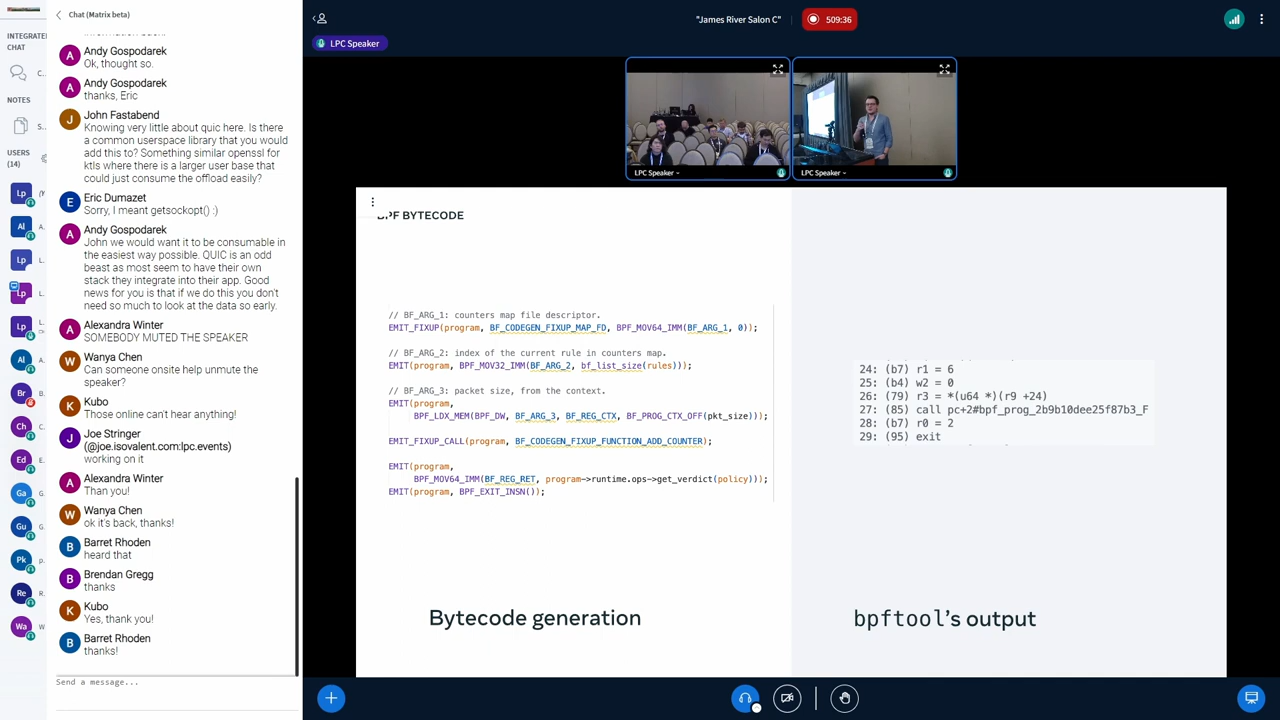 Chat (Matrix beta)
INTEGRATE
CHAT
C...
NOTES
S...
USERS
(14)
Andy Gospodarek
Ok, thought so.
Andy Gospodarek
thanks, Eric
John Fastabend
Knowing very little about quic here. Is there
a common userspace library that you would
add this to? Something similar openssl for
ktls where there is a larger user base that
could just consume the offload easily?
Eric Dumazet
Sorry, I meant getsockopt() :)
Andy Gospodarek
John we would want it to be consumable in
the easiest way possible. QUIC is an odd
beast as most seem to have their own
stack they integrate into their app. Good
news for you is that if we do this you don't
need so much to look at the data so early.
Alexandra Winter
SOMEBODY MUTED THE SPEAKER
Wanya Chen
Can someone onsite help unmute the
speaker?
Kubo
Those online can't hear anything!
Joe Stringer
(@joe.isovalent.com:lpc.events)
working on it
Alexandra Winter
Than you!
Wanya Chen
ok it's back, thanks!
Barret Rhoden
heard that
Brendan Gregg
thanks
Kubo
Yes, thank you!
Barret Rhoden
thanks!
Send a message...
"James River Salon C"
509:36
LPC Speaker
LPC Speaker
LPC Speaker
BPF BYTECODE
// BF_ARG_1: counters map file descriptor.
EMIT_FIXUP(program, BF_CODEGEN_FIXUP_MAP_FD, BPF_MOV64_IMM(BF_ARG_1, 0));
// BF_ARG_2: index of the current rule in counters map.
EMIT(program, BPF_MOV32_IMM(BF_ARG_2, bf_list_size(rules)));
// BF_ARG_3: packet size, from the context.
EMIT(program,
BPF_LDX_MEM(BPF_DW, BF_ARG_3, BF_REG_CTX, BF_PROG_CTX_OFF(pkt_size)));
EMIT_FIXUP_CALL(program, BF_CODEGEN_FIXUP_FUNCTION_ADD_COUNTER);
EMIT(program,
BPF_MOV64_IMM(BF_REG_RET, program->runtime.ops->get_verdict(policy)));
EMIT(program, BPF_EXIT_INSN());
Bytecode generation
24: (b7) r1 = 6
25: (b4) w2 = 0
26: (79) r3 = *(u64 *)(r9 +24)
27: (85) call pc+2#bpf_prog_2b9b10dee25f87b3_F
28: (b7) r0 = 2
29: (95) exit
bpftool's output